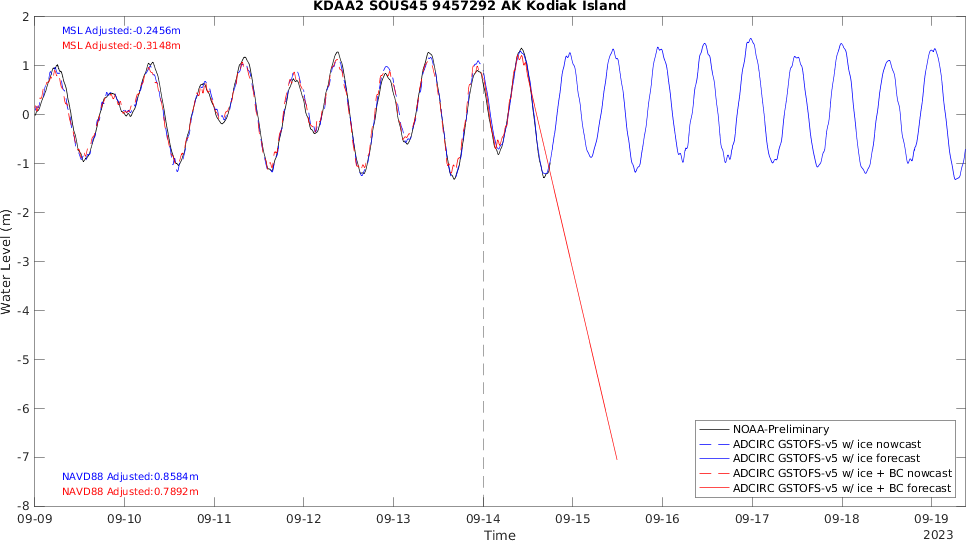 KDAA2 SOUS45 9457292 AK Kodiak Island
MSL Adjusted:-0.2456m
MSL Adjusted:-0.3148m
2
1
0
-1
-2
-3
-4
-5
-6
-7
-8
Water Level (m)
NAVD88 Adjusted:0.8584m
NAVD88 Adjusted:0.7892m
NOAA-Preliminary
ADCIRC GSTOFS-v5 w/ ice nowcast
ADCIRC GSTOFS-v5 w/ ice forecast
ADCIRC GSTOFS-v5 w/ ice + BC nowcast
ADCIRC GSTOFS-v5 w/ ice + BC forecast
09-09 09-10 09-11 09-12 09-13 09-14 09-15 09-16 09-17 09-18 09-19
Time
2023